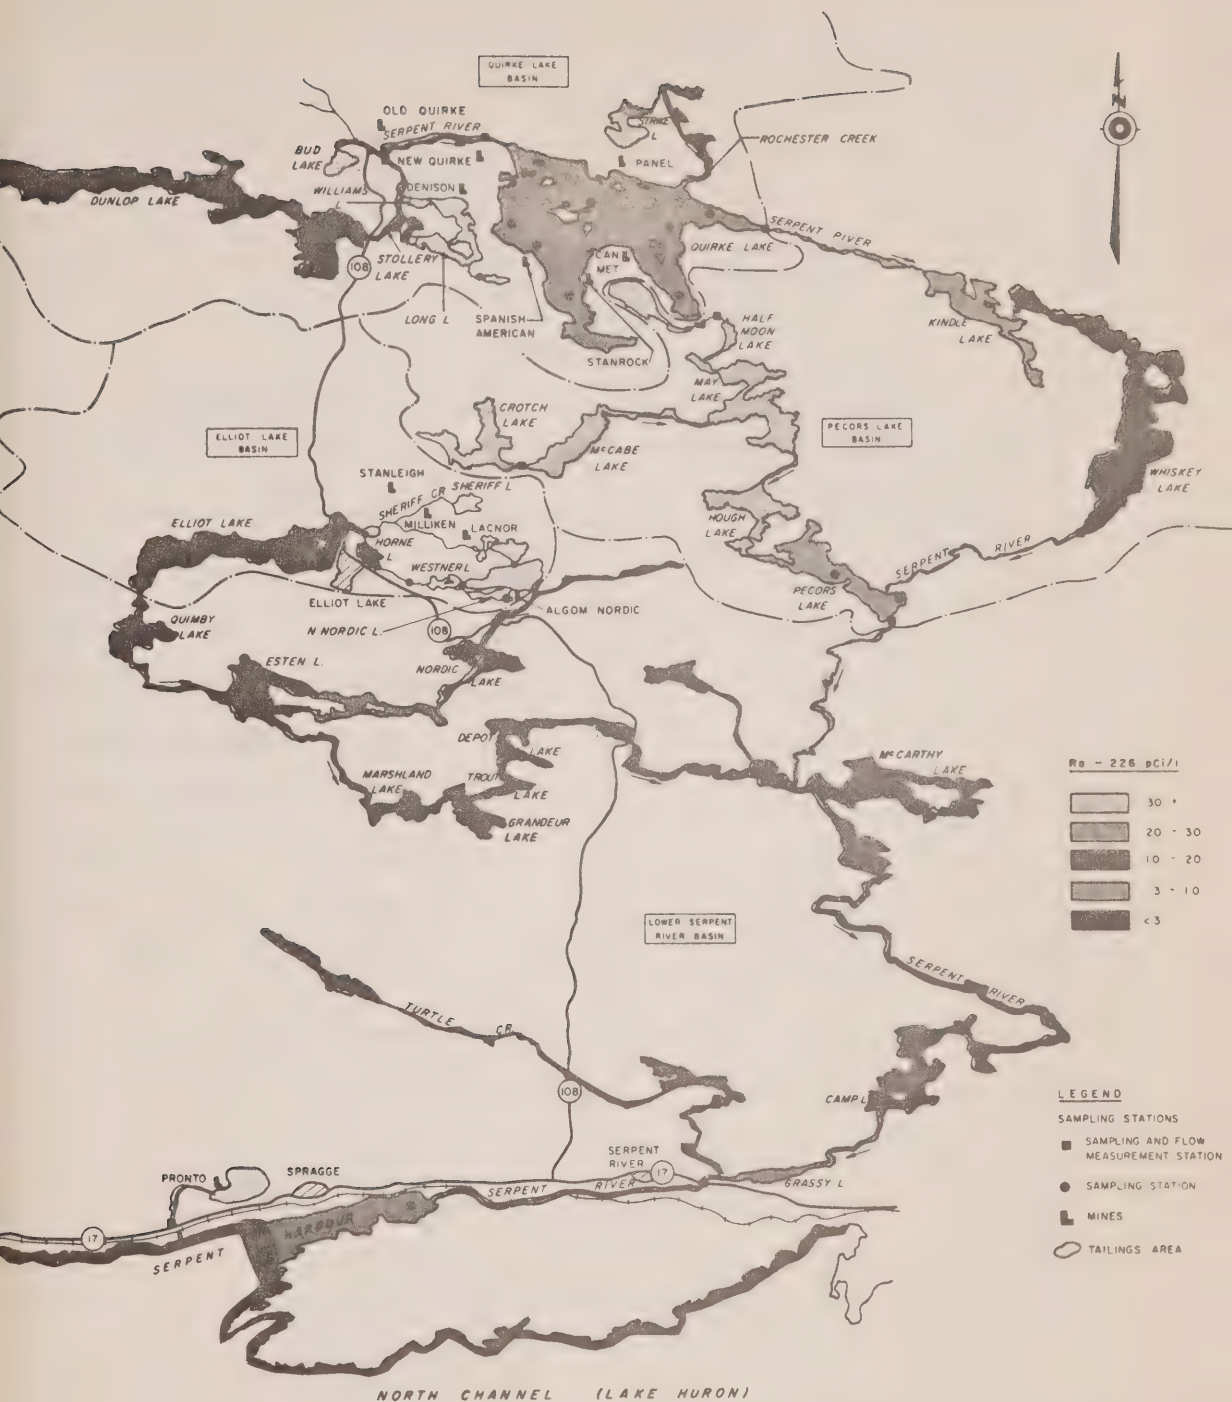 QUIRKE LAKE
BASIN
N
OLD QUIRKE
SERPENT RIVER
STRIKE
L
ROCHESTER CREEK
BUD
LAKE
NEW QUIRKE
PANEL
WILLIAMS
L
DENISON
DUNLOP LAKE
SERPENT RIVER
QUIRKE LAKE
108
STOLLERY
LAKE
CAN
MET
LONG L
SPANISH
AMERICAN
HALF
MOON
LAKE
KINDLE
LAKE
STANROCK
MAY
LAKE
CROTCH
LAKE
ELLIOT LAKE
BASIN
PECORS LAKE
BASIN
McCABE
LAKE
STANLEIGH
SHERIFF CR
SHERIFF L
WHISKEY
LAKE
ELLIOT LAKE
MILLIKEN
LACNOR
HOUGH
LAKE
HORNE
L
SERPENT RIVER
WESTNER L
PECORS
LAKE
ELLIOT LAKE
ALGOM NORDIC
QUIMBY
LAKE
N NORDIC L
108
ESTEN L.
NORDIC
LAKE
DEPOT
LAKE
McCARTHY
LAKE
MARSHLAND
LAKE
TROUT
LAKE
GRANDEUR
LAKE
Ra - 226 pCi/l
30 +
20 - 30
10 - 20
3 - 10
<3
LOWER SERPENT
RIVER BASIN
SERPENT RIVER
TURTLE CR
108
CAMP L
LEGEND
SAMPLING STATIONS
SAMPLING AND FLOW
MEASUREMENT STATION
SAMPLING STATION
MINES
TAILINGS AREA
SERPENT
RIVER
17
PRONTO
SPRAGGE
SERPENT RIVER
GRASSY L
HARBOUR
17
SERPENT
NORTH CHANNEL (LAKE HURON)